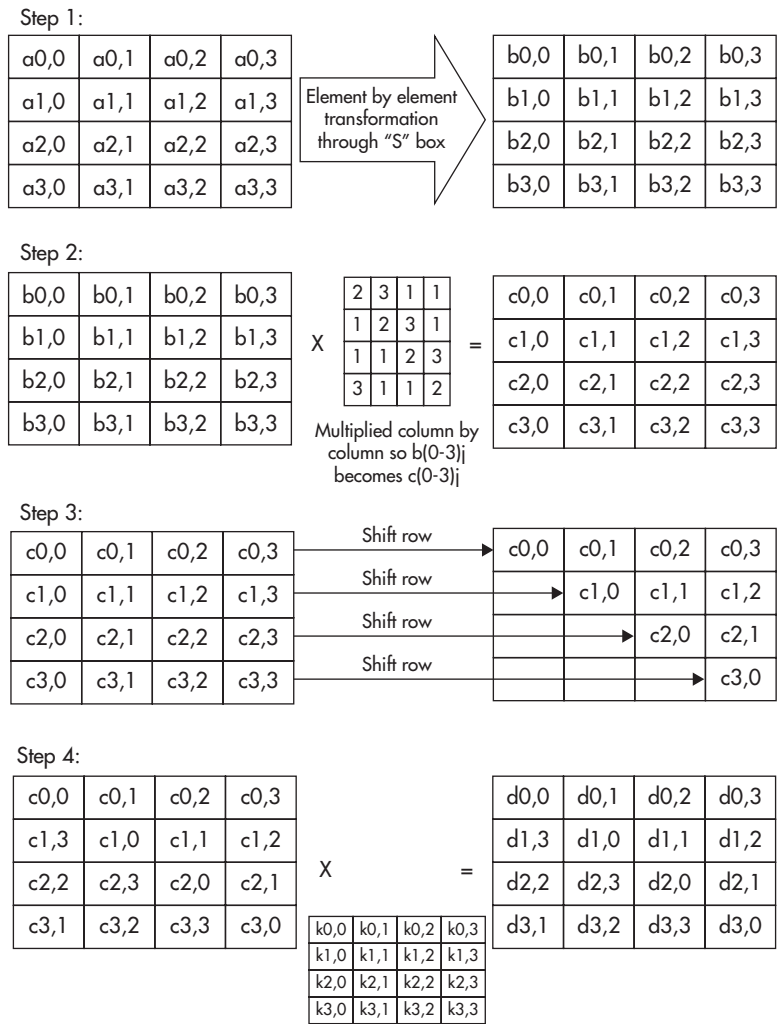 Step 1:
a0,0 a0,1 a0,2 a0,3
a1,0 a1,1 a1,2 a1,3
a2,0 a2,1 a2,2 a2,3
a3,0 a3,1 a3,2 a3,3
Element by element
transformation
through “S” box
b0,0 b0,1 b0,2 b0,3
b1,0 b1,1 b1,2 b1,3
b2,0 b2,1 b2,2 b2,3
b3,0 b3,1 b3,2 b3,3
Step 2:
b0,0 b0,1 b0,2 b0,3
b1,0 b1,1 b1,2 b1,3
b2,0 b2,1 b2,2 b2,3
b3,0 b3,1 b3,2 b3,3
X
2 3 1 1
1 2 3 1
1 1 2 3
3 1 1 2
Multiplied column by
column so b(0-3)j
becomes c(0-3)j
=
c0,0 c0,1 c0,2 c0,3
c1,0 c1,1 c1,2 c1,3
c2,0 c2,1 c2,2 c2,3
c3,0 c3,1 c3,2 c3,3
Step 3:
c0,0 c0,1 c0,2 c0,3
c1,0 c1,1 c1,2 c1,3
c2,0 c2,1 c2,2 c2,3
c3,0 c3,1 c3,2 c3,3
Shift row
Shift row
Shift row
Shift row
c0,0 c0,1 c0,2 c0,3
c1,0 c1,1 c1,2
c2,0 c2,1
c3,0
Step 4:
c0,0 c0,1 c0,2 c0,3
c1,3 c1,0 c1,1 c1,2
c2,2 c2,3 c2,0 c2,1
c3,1 c3,2 c3,3 c3,0
X
k0,0 k0,1 k0,2 k0,3
k1,0 k1,1 k1,2 k1,3
k2,0 k2,1 k2,2 k2,3
k3,0 k3,1 k3,2 k3,3
=
d0,0 d0,1 d0,2 d0,3
d1,3 d1,0 d1,1 d1,2
d2,2 d2,3 d2,0 d2,1
d3,1 d3,2 d3,3 d3,0